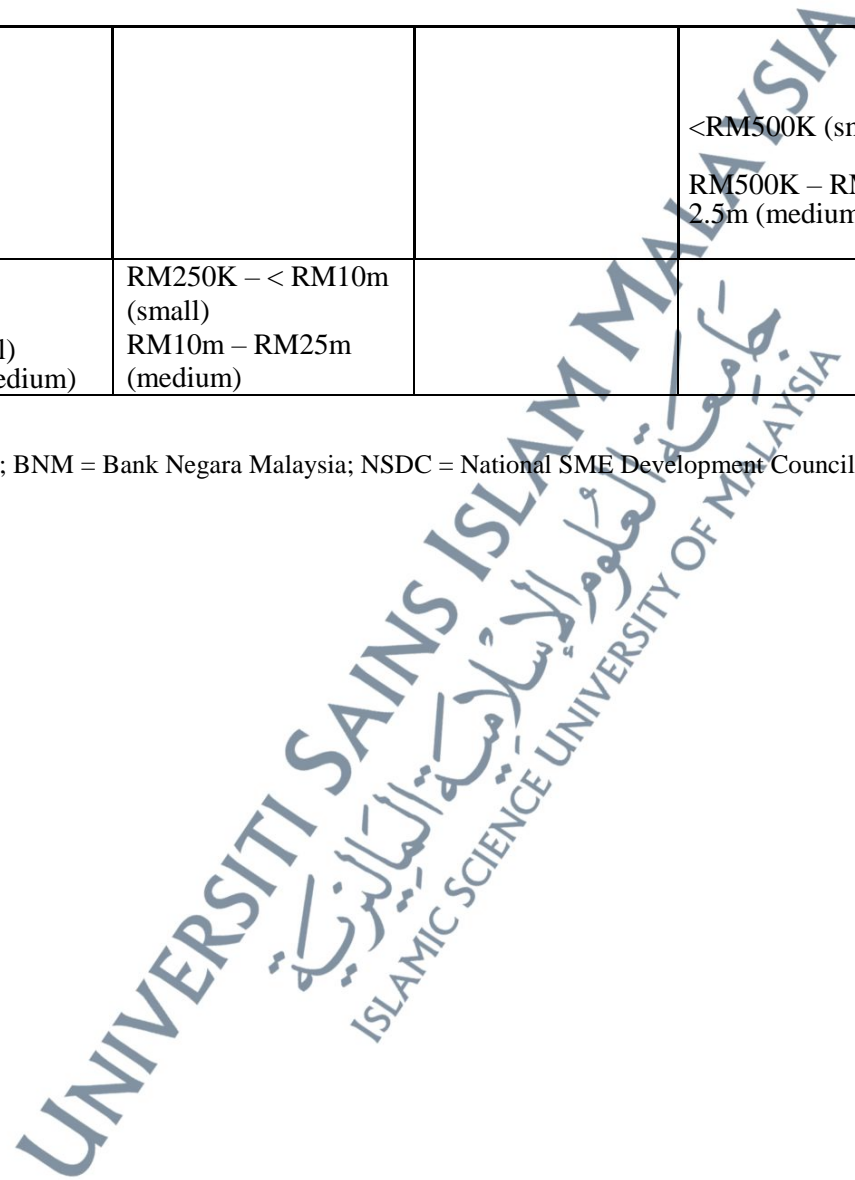 <RM500K (sm
RM500K – RM
2.5m (medium
RM250K – < RM10m
(small)
l)
RM10m – RM25m
edium)
(medium)
; BNM = Bank Negara Malaysia; NSDC = National SME Development Council
UNIVERSITI SAINS ISLAM MALAYSIA
جامعة العلوم الإسلامية الماليزية
ISLAMIC SCIENCE UNIVERSITY OF MALAYSIA